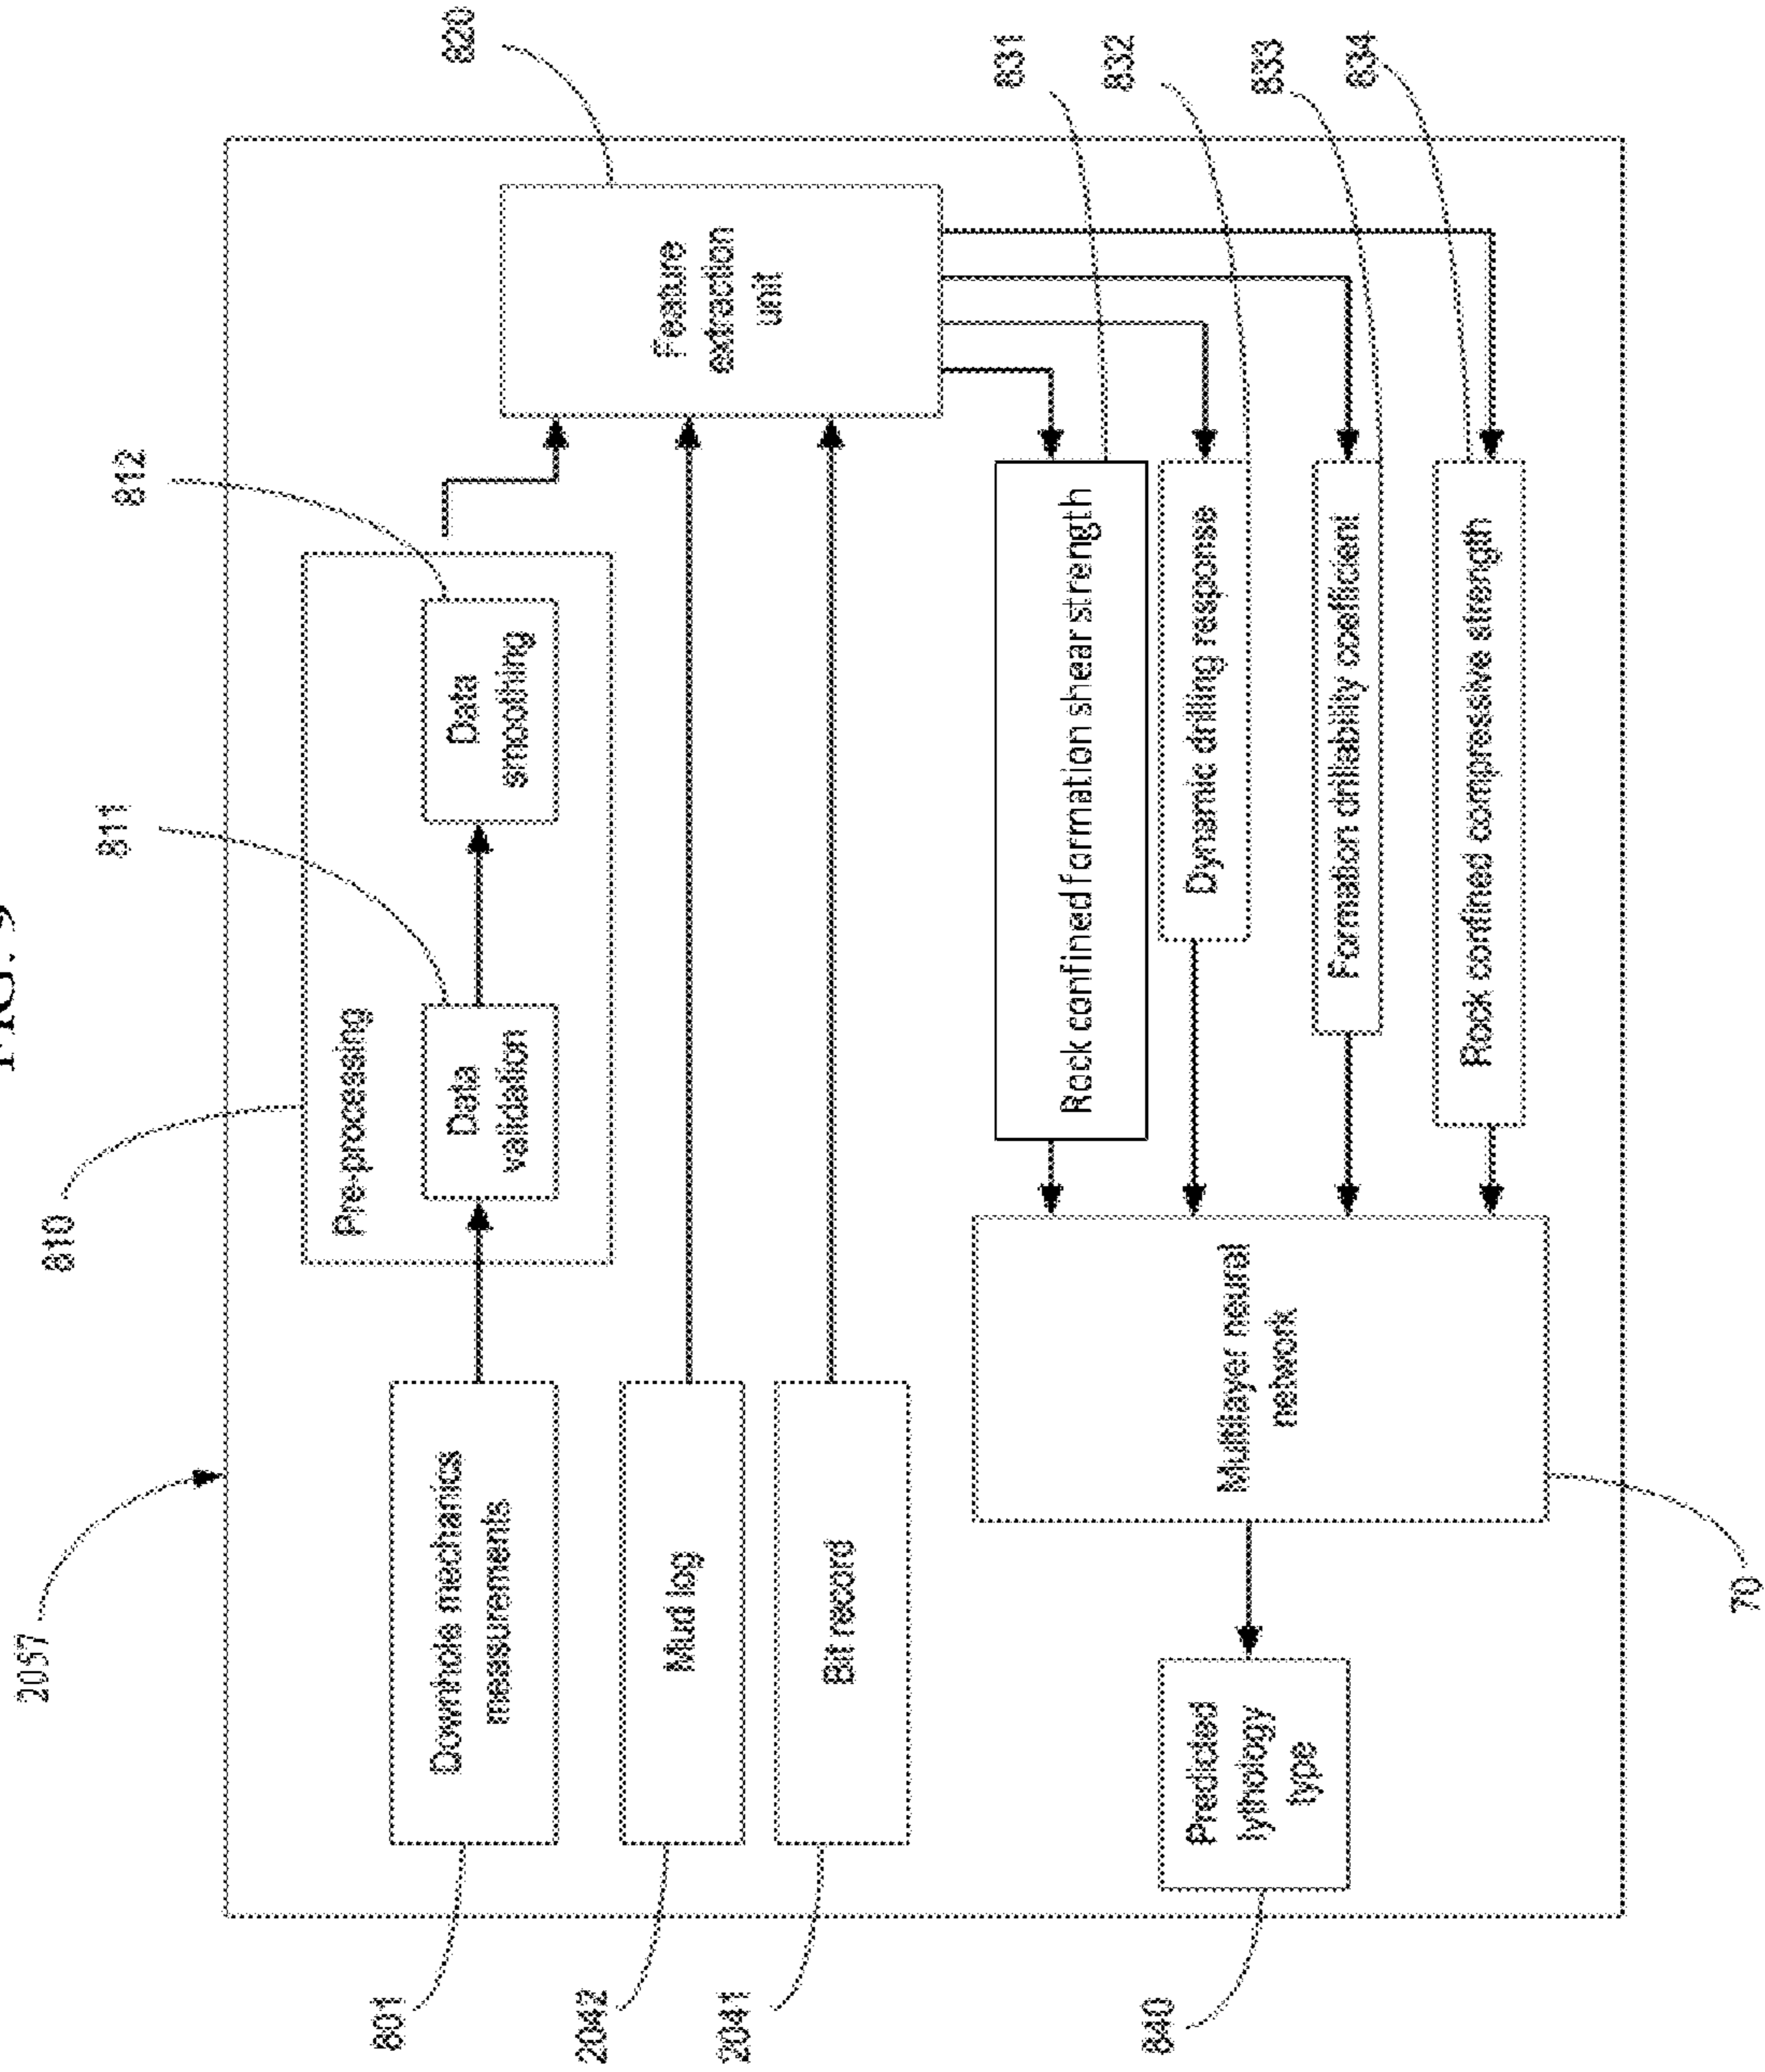 FIG. 9
2057
810
811
812
820
Pre-processing
Downhole mechanics
measurements
Data
validation
Data
smoothing
Feature
extraction
unit
801
Mud log
2042
Bit record
2041
Rock confined formation shear strength
831
Dynamic drilling response
832
Formation drillability coefficient
833
Rock confined compressive strength
834
Multilayer neural
network
70
Predicted
lythology
type
840